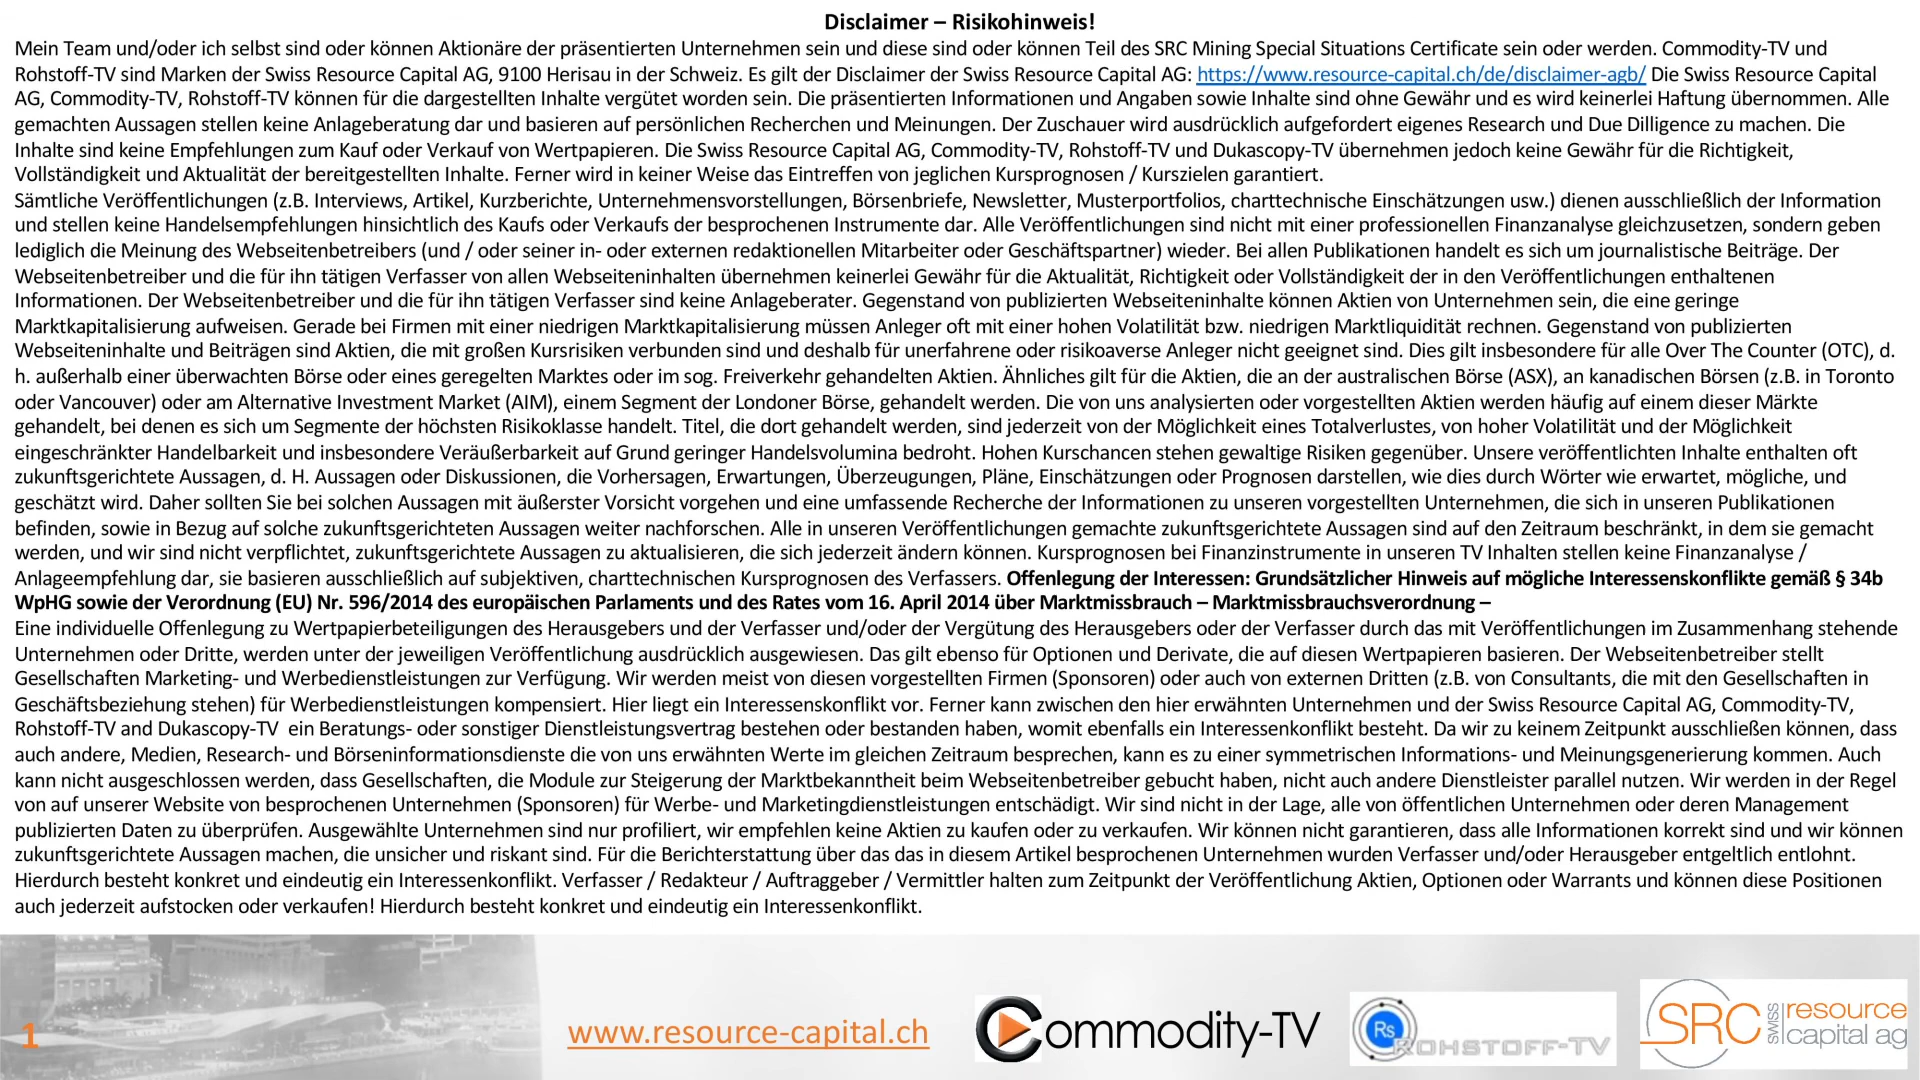 Disclaimer – Risikohinweis!
Mein Team und/oder ich selbst sind oder können Aktionäre der präsentierten Unternehmen sein und diese sind oder können Teil des SRC Mining Special Situations Certificate sein oder werden. Commodity-TV und
Rohstoff-TV sind Marken der Swiss Resource Capital AG, 9100 Herisau in der Schweiz. Es gilt der Disclaimer der Swiss Resource Capital AG: https://www.resource-capital.ch/de/disclaimer-agb/ Die Swiss Resource Capital
AG, Commodity-TV, Rohstoff-TV können für die dargestellten Inhalte vergütet worden sein. Die präsentierten Informationen und Angaben sowie Inhalte sind ohne Gewähr und es wird keinerlei Haftung übernommen. Alle
gemachten Aussagen stellen keine Anlageberatung dar und basieren auf persönlichen Recherchen und Meinungen. Der Zuschauer wird ausdrücklich aufgefordert eigenes Research und Due Dilligence zu machen. Die
Inhalte sind keine Empfehlungen zum Kauf oder Verkauf von Wertpapieren. Die Swiss Resource Capital AG, Commodity-TV, Rohstoff-TV und Dukascopy-TV übernehmen jedoch keine Gewähr für die Richtigkeit,
Vollständigkeit und Aktualität der bereitgestellten Inhalte. Ferner wird in keiner Weise das Eintreffen von jeglichen Kursprognosen / Kurszielen garantiert.
Sämtliche Veröffentlichungen (z.B. Interviews, Artikel, Kurzberichte, Unternehmensvorstellungen, Börsenbriefe, Newsletter, Musterportfolios, charttechnische Einschätzungen usw.) dienen ausschließlich der Information
und stellen keine Handelsempfehlungen hinsichtlich des Kaufs oder Verkaufs der besprochenen Instrumente dar. Alle Veröffentlichungen sind nicht mit einer professionellen Finanzanalyse gleichzusetzen, sondern geben
lediglich die Meinung des Webseitenbetreibers (und / oder seiner in- oder externen redaktionellen Mitarbeiter oder Geschäftspartner) wieder. Bei allen Publikationen handelt es sich um journalistische Beiträge. Der
Webseitenbetreiber und die für ihn tätigen Verfasser von allen Webseiteninhalten übernehmen keinerlei Gewähr für die Aktualität, Richtigkeit oder Vollständigkeit der in den Veröffentlichungen enthaltenen
Informationen. Der Webseitenbetreiber und die für ihn tätigen Verfasser sind keine Anlageberater. Gegenstand von publizierten Webseiteninhalte können Aktien von Unternehmen sein, die eine geringe
Marktkapitalisierung aufweisen. Gerade bei Firmen mit einer niedrigen Marktkapitalisierung müssen Anleger oft mit einer hohen Volatilität bzw. niedrigen Marktliquidität rechnen. Gegenstand von publizierten
Webseiteninhalte und Beiträgen sind Aktien, die mit großen Kursrisiken verbunden sind und deshalb für unerfahrene oder risikoaverse Anleger nicht geeignet sind. Dies gilt insbesondere für alle Over The Counter (OTC), d.
h. außerhalb einer überwachten Börse oder eines geregelten Marktes oder im sog. Freiverkehr gehandelten Aktien. Ähnliches gilt für die Aktien, die an der australischen Börse (ASX), an kanadischen Börsen (z.B. in Toronto
oder Vancouver) oder am Alternative Investment Market (AIM), einem Segment der Londoner Börse, gehandelt werden. Die von uns analysierten oder vorgestellten Aktien werden häufig auf einem dieser Märkte
gehandelt, bei denen es sich um Segmente der höchsten Risikoklasse handelt. Titel, die dort gehandelt werden, sind jederzeit von der Möglichkeit eines Totalverlustes, von hoher Volatilität und der Möglichkeit
eingeschränkter Handelbarkeit und insbesondere Veräußerbarkeit auf Grund geringer Handelsvolumina bedroht. Hohen Kurschancen stehen gewaltige Risiken gegenüber. Unsere veröffentlichten Inhalte enthalten oft
zukunftsgerichtete Aussagen, d. H. Aussagen oder Diskussionen, die Vorhersagen, Erwartungen, Überzeugungen, Pläne, Einschätzungen oder Prognosen darstellen, wie dies durch Wörter wie erwartet, mögliche, und
geschätzt wird. Daher sollten Sie bei solchen Aussagen mit äußerster Vorsicht vorgehen und eine umfassende Recherche der Informationen zu unseren vorgestellten Unternehmen, die sich in unseren Publikationen
befinden, sowie in Bezug auf solche zukunftsgerichteten Aussagen weiter nachforschen. Alle in unseren Veröffentlichungen gemachte zukunftsgerichtete Aussagen sind auf den Zeitraum beschränkt, in dem sie gemacht
werden, und wir sind nicht verpflichtet, zukunftsgerichtete Aussagen zu aktualisieren, die sich jederzeit ändern können. Kursprognosen bei Finanzinstrumente in unseren TV Inhalten stellen keine Finanzanalyse /
Anlageempfehlung dar, sie basieren ausschließlich auf subjektiven, charttechnischen Kursprognosen des Verfassers. Offenlegung der Interessen: Grundsätzlicher Hinweis auf mögliche Interessenskonflikte gemäß § 34b
WpHG sowie der Verordnung (EU) Nr. 596/2014 des europäischen Parlaments und des Rates vom 16. April 2014 über Marktmissbrauch – Marktmissbrauchsverordnung –
Eine individuelle Offenlegung zu Wertpapierbeteiligungen des Herausgebers und der Verfasser und/oder der Vergütung des Herausgebers oder der Verfasser durch das mit Veröffentlichungen im Zusammenhang stehende
Unternehmen oder Dritte, werden unter der jeweiligen Veröffentlichung ausdrücklich ausgewiesen. Das gilt ebenso für Optionen und Derivate, die auf diesen Wertpapieren basieren. Der Webseitenbetreiber stellt
Gesellschaften Marketing- und Werbedienstleistungen zur Verfügung. Wir werden meist von diesen vorgestellten Firmen (Sponsoren) oder auch von externen Dritten (z.B. von Consultants, die mit den Gesellschaften in
Geschäftsbeziehung stehen) für Werbedienstleistungen kompensiert. Hier liegt ein Interessenskonflikt vor. Ferner kann zwischen den hier erwähnten Unternehmen und der Swiss Resource Capital AG, Commodity-TV,
Rohstoff-TV and Dukascopy-TV ein Beratungs- oder sonstiger Dienstleistungsvertrag bestehen oder bestanden haben, womit ebenfalls ein Interessenkonflikt besteht. Da wir zu keinem Zeitpunkt ausschließen können, dass
auch andere, Medien, Research- und Börseninformationsdienste die von uns erwähnten Werte im gleichen Zeitraum besprechen, kann es zu einer symmetrischen Informations- und Meinungsgenerierung kommen. Auch
kann nicht ausgeschlossen werden, dass Gesellschaften, die Module zur Steigerung der Marktbekanntheit beim Webseitenbetreiber gebucht haben, nicht auch andere Dienstleister parallel nutzen. Wir werden in der Regel
von auf unserer Website von besprochenen Unternehmen (Sponsoren) für Werbe- und Marketingdienstleistungen entschädigt. Wir sind nicht in der Lage, alle von öffentlichen Unternehmen oder deren Management
publizierten Daten zu überprüfen. Ausgewählte Unternehmen sind nur profiliert, wir empfehlen keine Aktien zu kaufen oder zu verkaufen. Wir können nicht garantieren, dass alle Informationen korrekt sind und wir können
zukunftsgerichtete Aussagen machen, die unsicher und riskant sind. Für die Berichterstattung über das das in diesem Artikel besprochenen Unternehmen wurden Verfasser und/oder Herausgeber entgeltlich entlohnt.
Hierdurch besteht konkret und eindeutig ein Interessenkonflikt. Verfasser / Redakteur / Auftraggeber / Vermittler halten zum Zeitpunkt der Veröffentlichung Aktien, Optionen oder Warrants und können diese Positionen
auch jederzeit aufstocken oder verkaufen! Hierdurch besteht konkret und eindeutig ein Interessenkonflikt.
1
www.resource-capital.ch
Commodity-TV
Rs ROHSTOFF-TV
SRC SWISS resource
capital ag